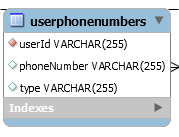 userphonenumbers
userId VARCHAR(255)
phoneNumber VARCHAR(255)
type VARCHAR(255)
Indexes